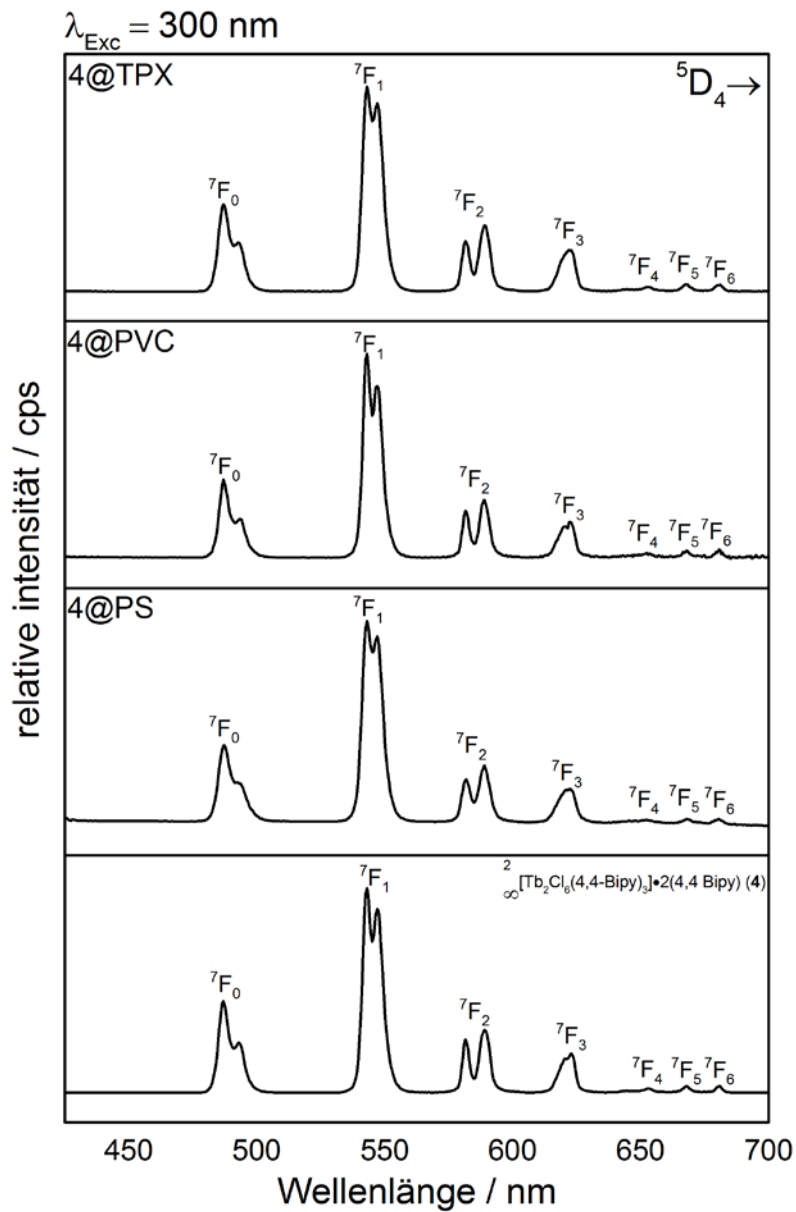 λExc = 300 nm
4@TPX
⁵D₄→
⁷F₀
⁷F₁
⁷F₂
⁷F₃
⁷F₄
⁷F₅
⁷F₆
4@PVC
⁷F₀
⁷F₁
⁷F₂
⁷F₃
⁷F₄
⁷F₅
⁷F₆
4@PS
⁷F₀
⁷F₁
⁷F₂
⁷F₃
⁷F₄
⁷F₅
⁷F₆
²∞[Tb₂Cl₆(4,4-Bipy)₃]•2(4,4 Bipy) (4)
⁷F₀
⁷F₁
⁷F₂
⁷F₃
⁷F₄
⁷F₅
⁷F₆
relative intensität / cps
450 500 550 600 650 700
Wellenlänge / nm